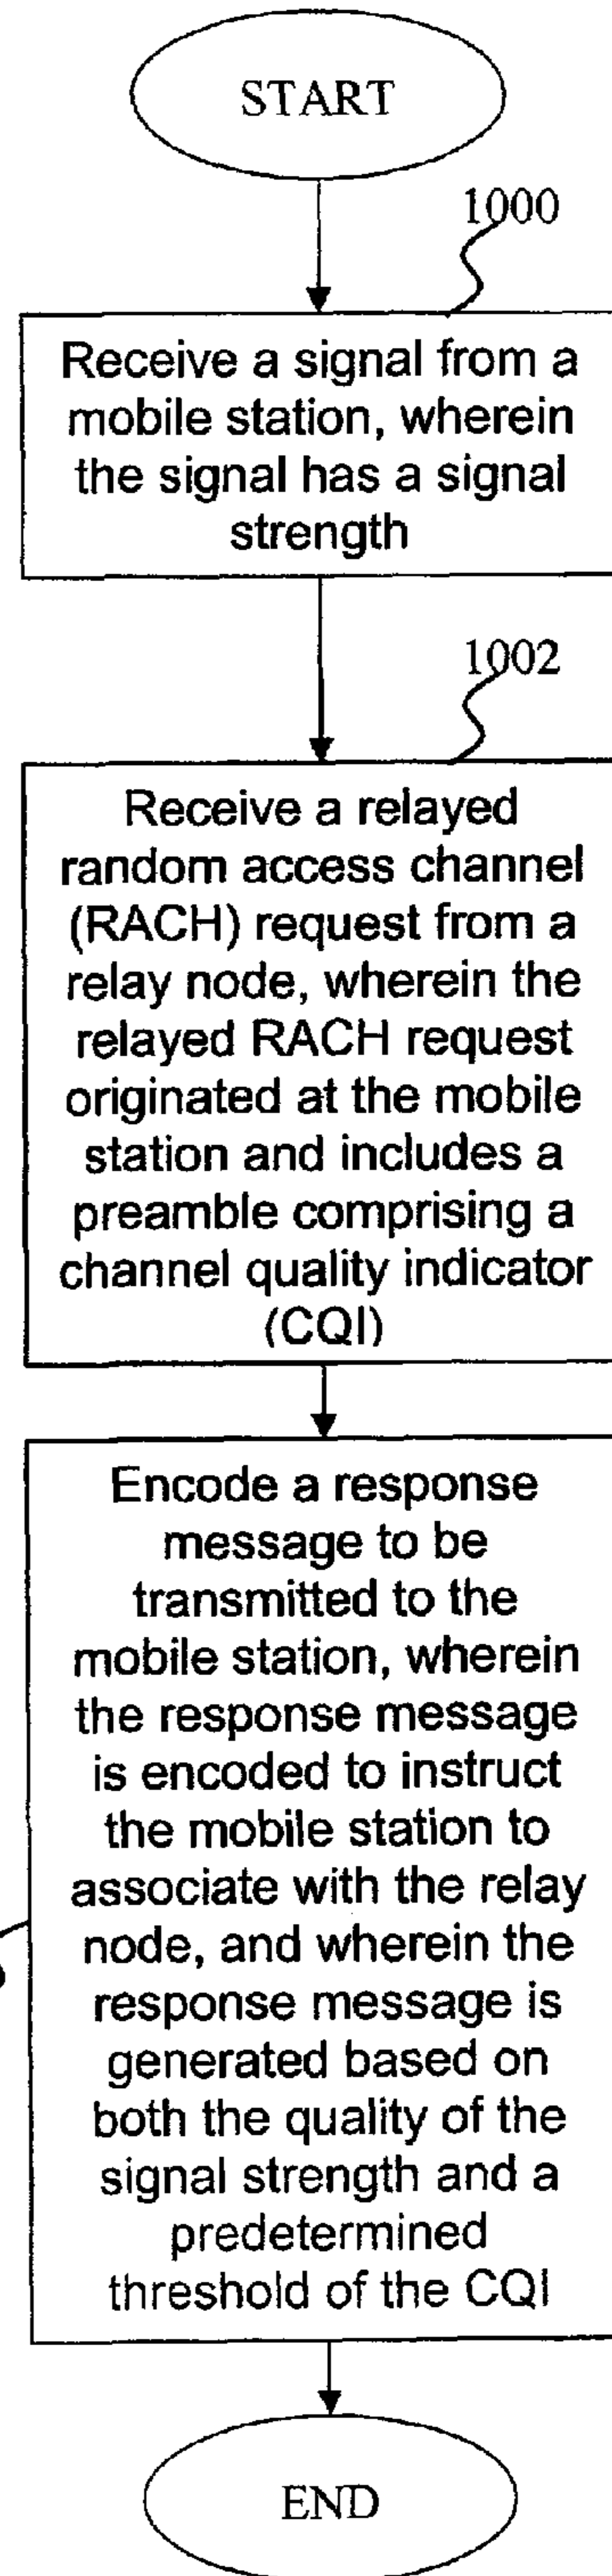 START
1000
Receive a signal from a
mobile station, wherein
the signal has a signal
strength
1002
Receive a relayed
random access channel
(RACH) request from a
relay node, wherein the
relayed RACH request
originated at the mobile
station and includes a
preamble comprising a
channel quality indicator
(CQI)
Encode a response
message to be
transmitted to the
mobile station, wherein
the response message
is encoded to instruct
the mobile station to
associate with the relay
node, and wherein the
response message is
generated based on
both the quality of the
signal strength and a
predetermined
threshold of the CQI
END